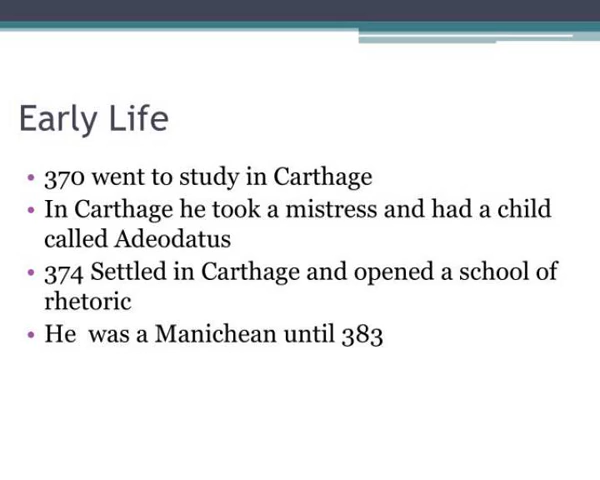 Early Life
• 370 went to study in Carthage
• In Carthage he took a mistress and had a child
called Adeodatus
• 374 Settled in Carthage and opened a school of
rhetoric
• He  was a Manichean until 383